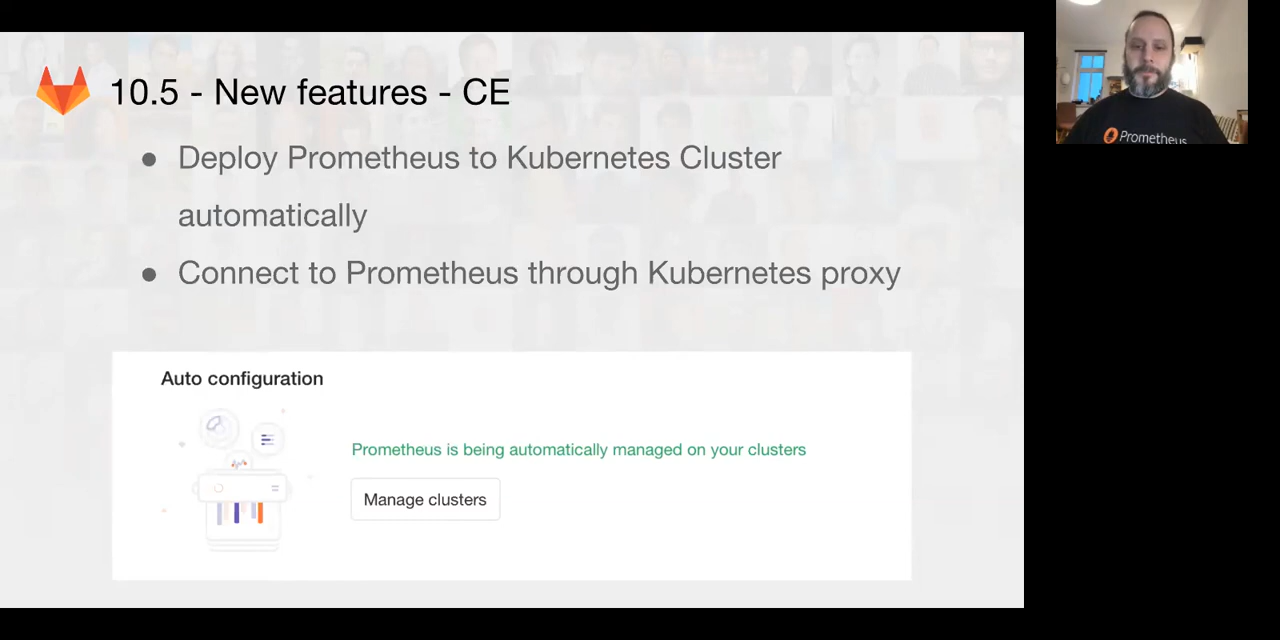 10.5 - New features - CE
● Deploy Prometheus to Kubernetes Cluster
automatically
● Connect to Prometheus through Kubernetes proxy
Auto configuration
Prometheus is being automatically managed on your clusters
Manage clusters
Prometheus